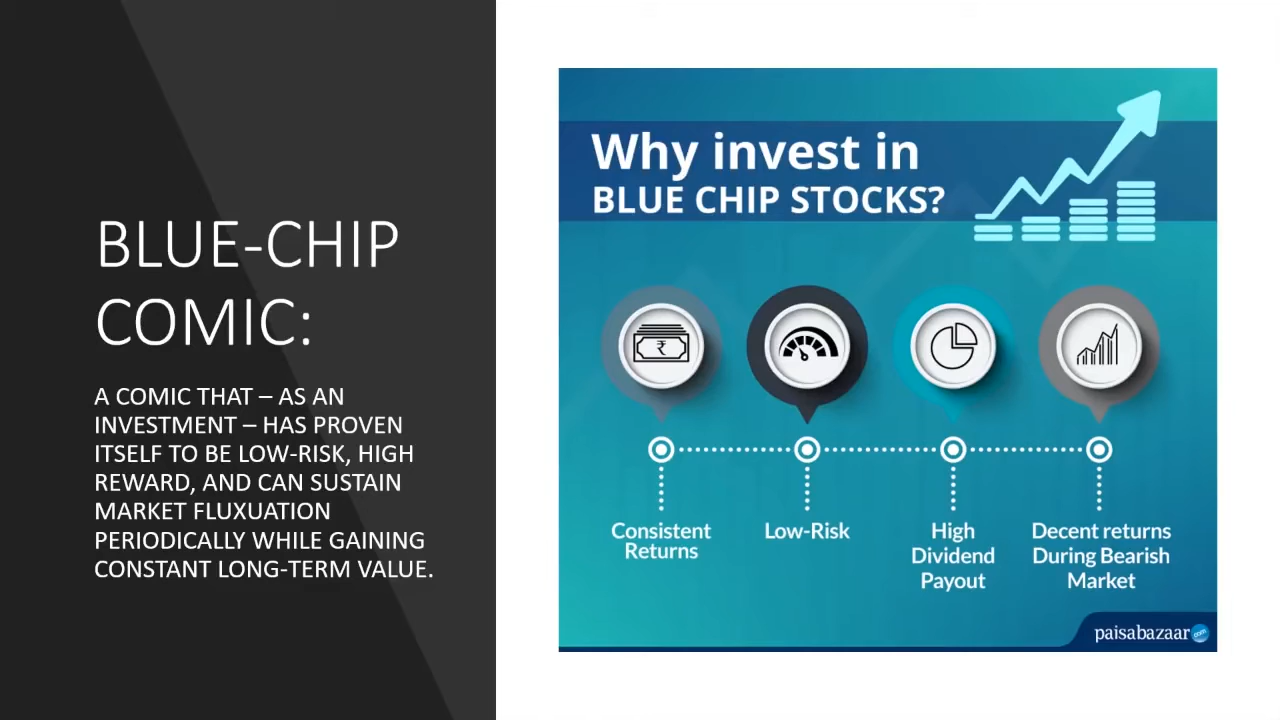 BLUE-CHIP
COMIC:
A COMIC THAT – AS AN
INVESTMENT – HAS PROVEN
ITSELF TO BE LOW-RISK, HIGH
REWARD, AND CAN SUSTAIN
MARKET FLUXUATION
PERIODICALLY WHILE GAINING
CONSTANT LONG-TERM VALUE.
Why invest in
BLUE CHIP STOCKS?
₹
Consistent
Returns
Low-Risk
High
Dividend
Payout
Decent returns
During Bearish
Market
paisabazaar.com